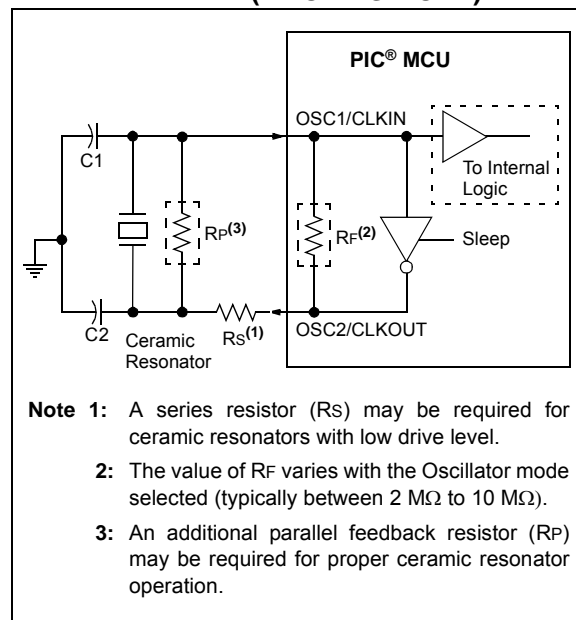 PIC® MCU
OSC1/CLKIN
C1
To Internal
Logic
RP(3)
RF(2)
Sleep
C2
Ceramic
Resonator
RS(1)
OSC2/CLKOUT
Note 1: A series resistor (RS) may be required for
ceramic resonators with low drive level.
2: The value of RF varies with the Oscillator mode
selected (typically between 2 MΩ to 10 MΩ).
3: An additional parallel feedback resistor (RP)
may be required for proper ceramic resonator
operation.